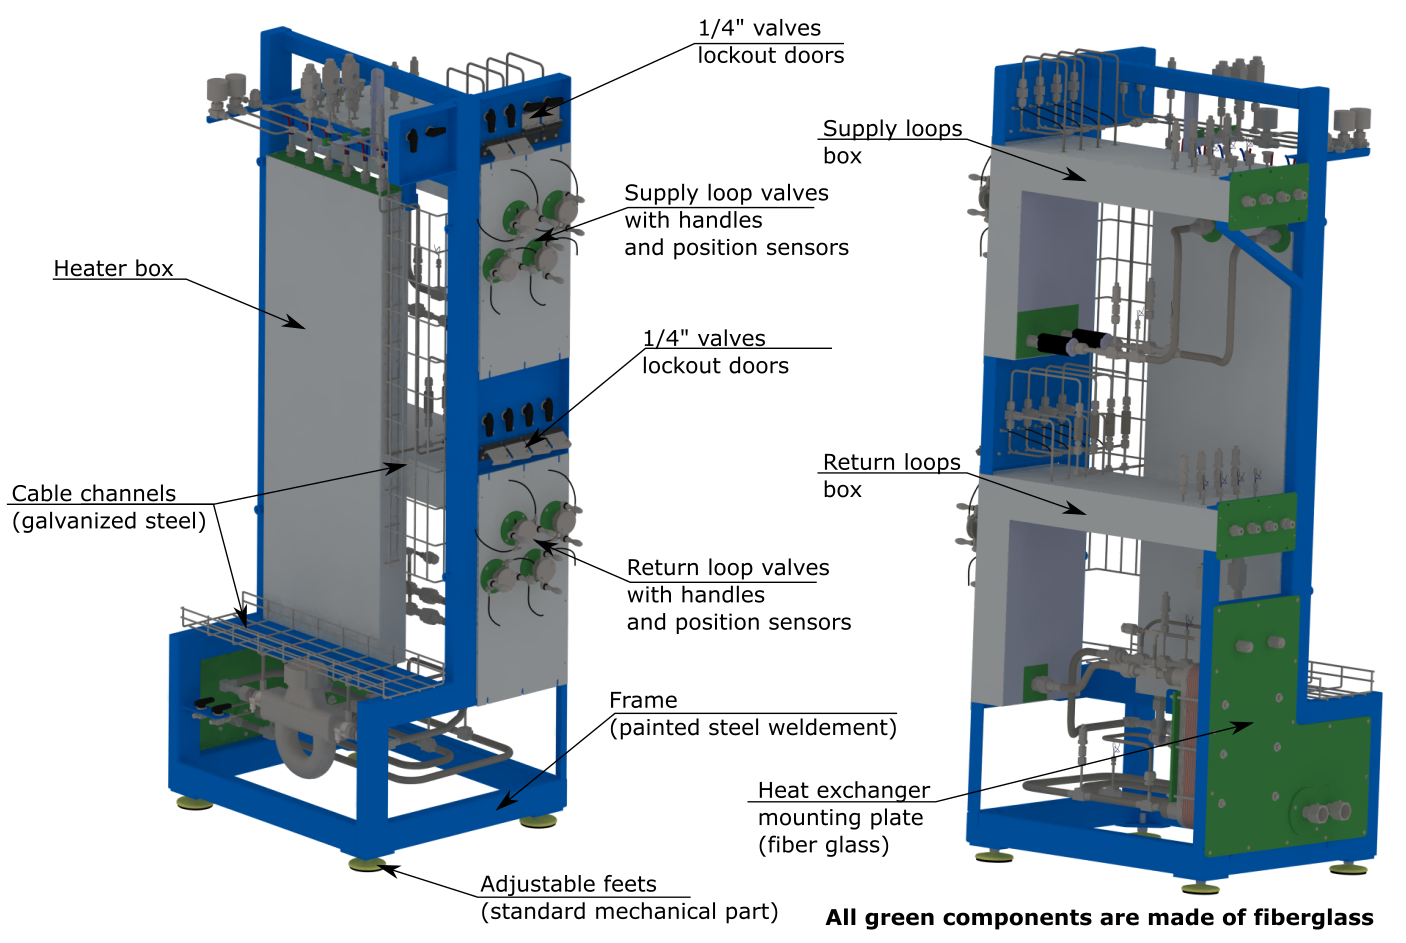 1/4" valves
lockout doors
Supply loop valves
with handles
and position sensors
Heater box
1/4" valves
lockout doors
Cable channels
(galvanized steel)
Return loop valves
with handles
and position sensors
Frame
(painted steel weldement)
Adjustable feets
(standard mechanical part)
Supply loops
box
Return loops
box
Heat exchanger
mounting plate
(fiber glass)
All green components are made of fiberglass